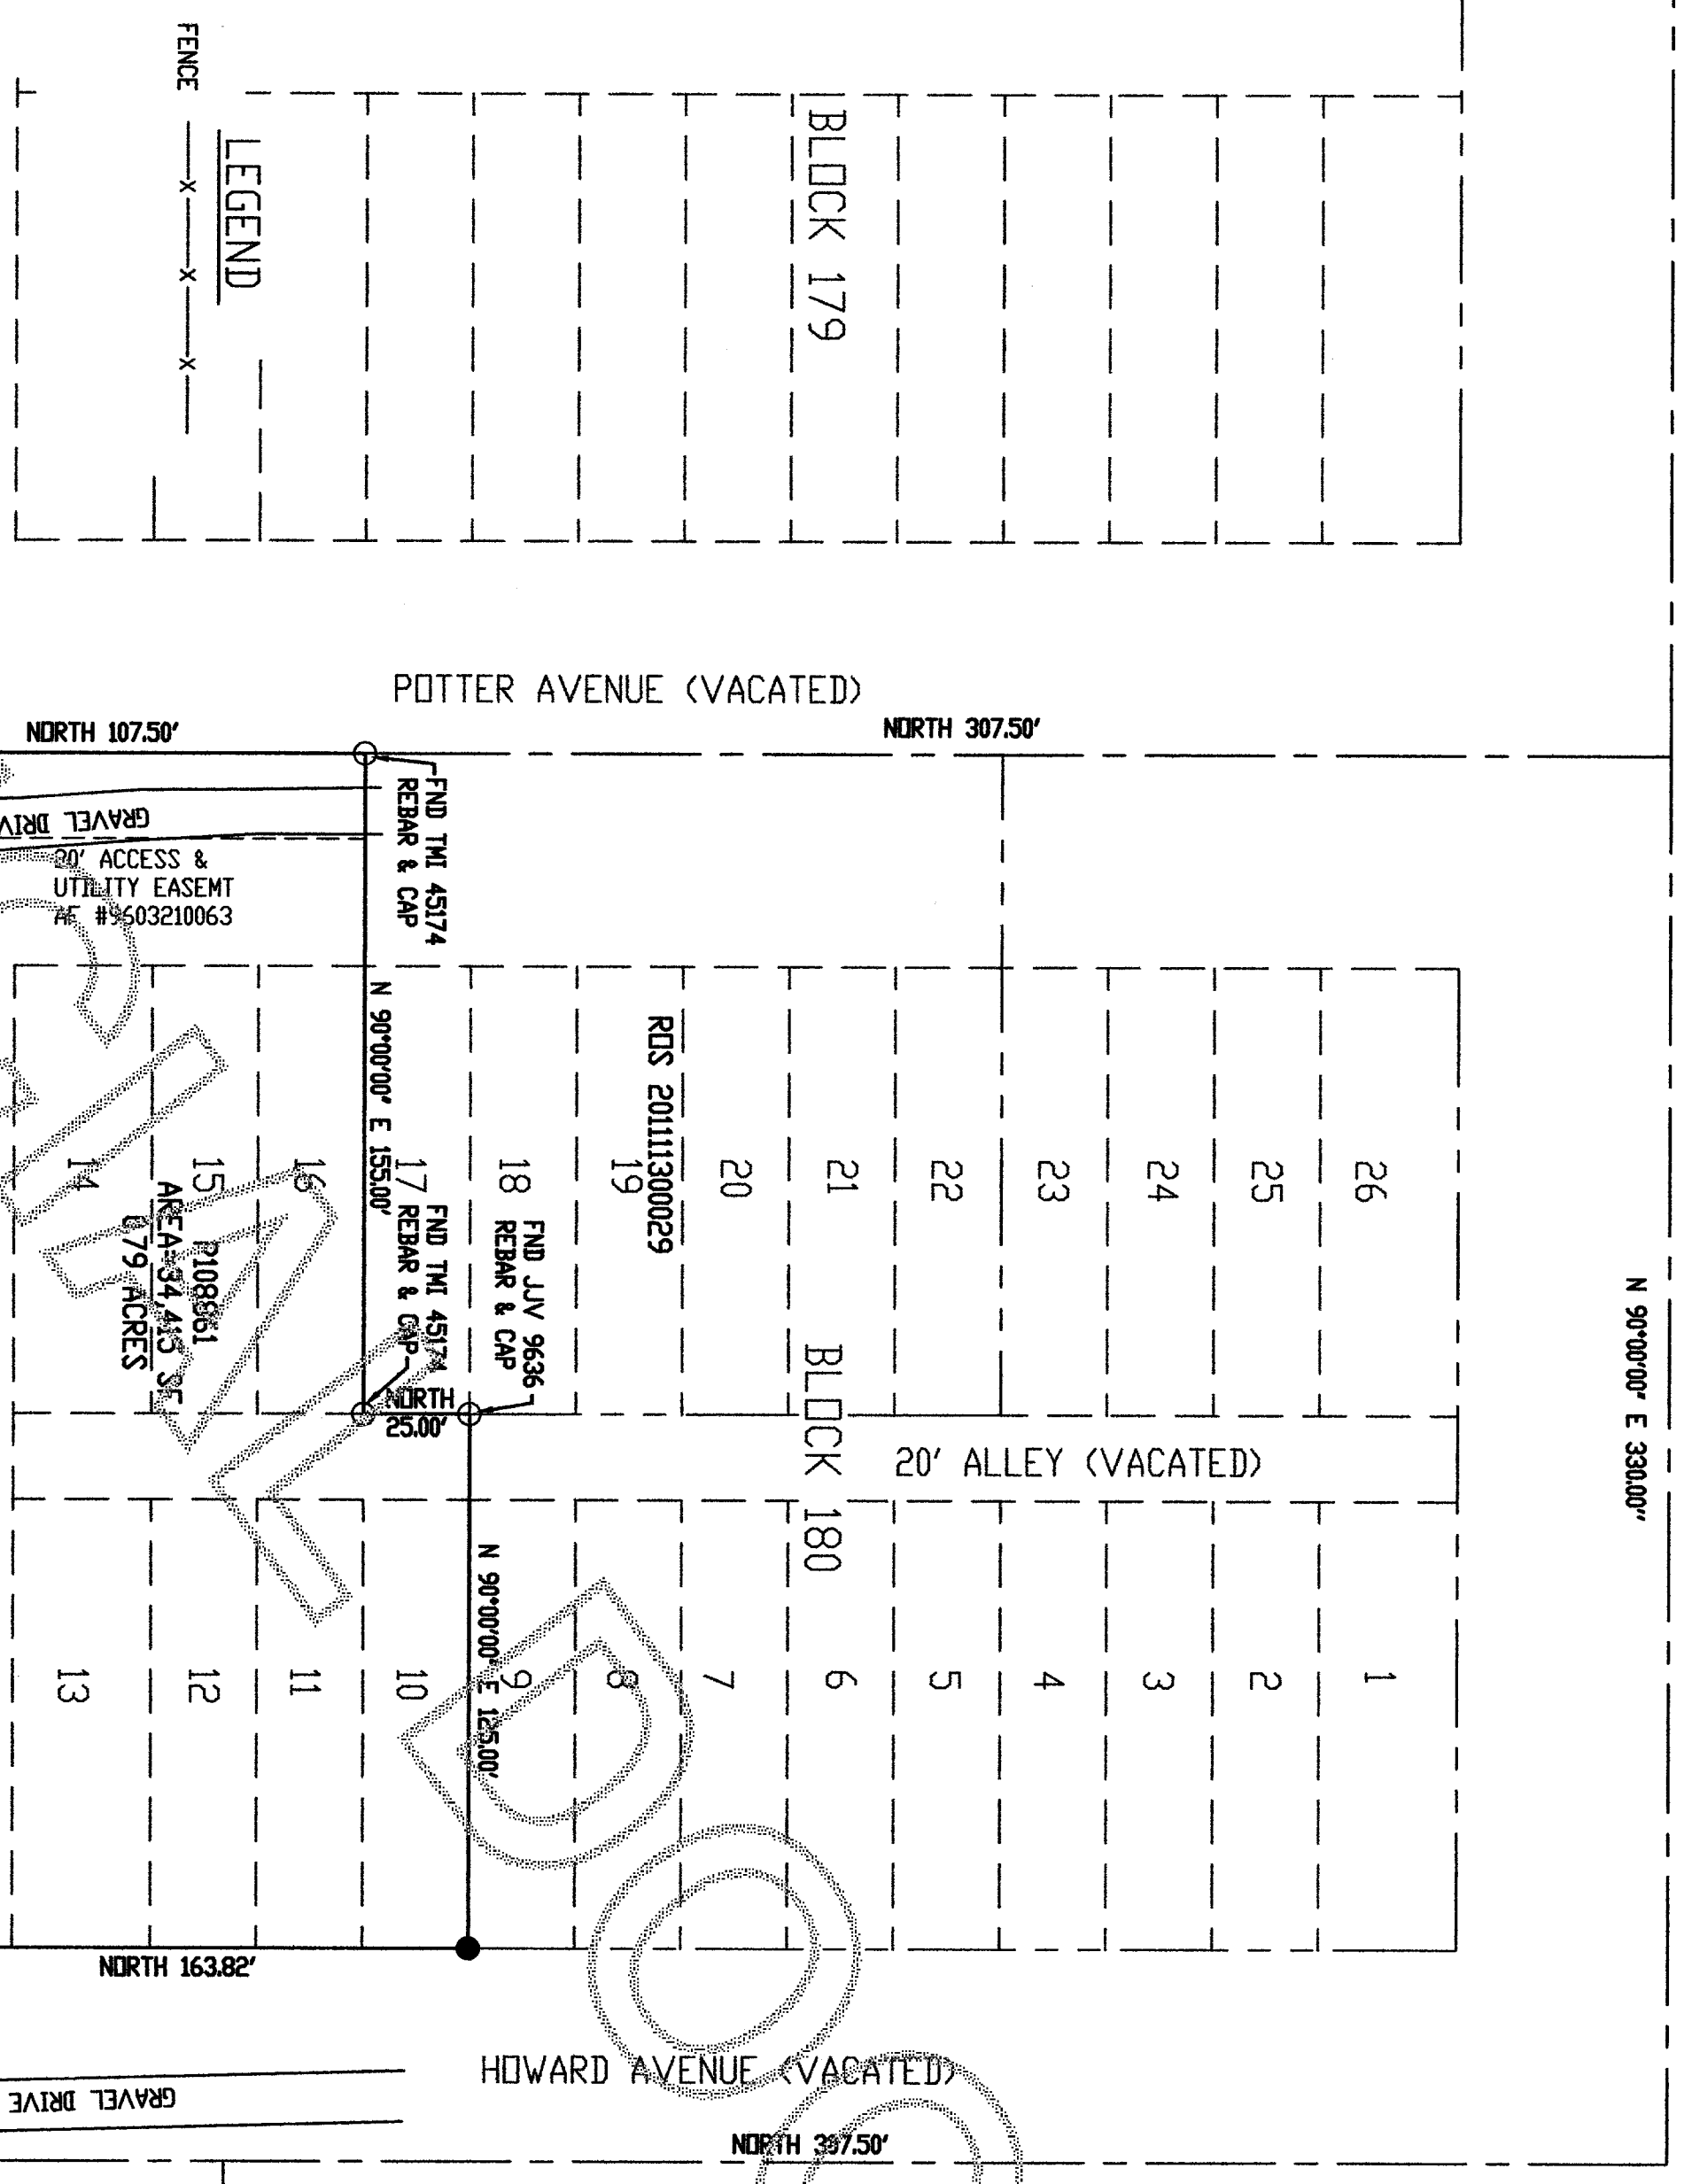 FENCE
LEGEND
BLOCK 179
POTTER AVENUE (VACATED)
NORTH 107.50'
NORTH 307.50'
GRAVEL
20' ACCESS &
UTILITY EASEMT
AF #9603210063
FND TMI 45174
REBAR & CAP
N 90°00'00" E 155.00'
ROS 201111300029
14
15
16
17
18
19
20
21
22
23
24
25
26
P108961
AREA=34,415 SF
0.79 ACRES
FND TMI 45174
REBAR & CAP
FND JJV 9636
REBAR & CAP
NORTH
25.00'
BLOCK 180
20' ALLEY (VACATED)
N 90°00'00" E 330.00"
N 90°00'00" E 125.00'
13
12
11
10
9
8
7
6
5
4
3
2
1
NORTH 163.82'
HOWARD AVENUE (VACATED)
GRAVEL DRIVE
NORTH